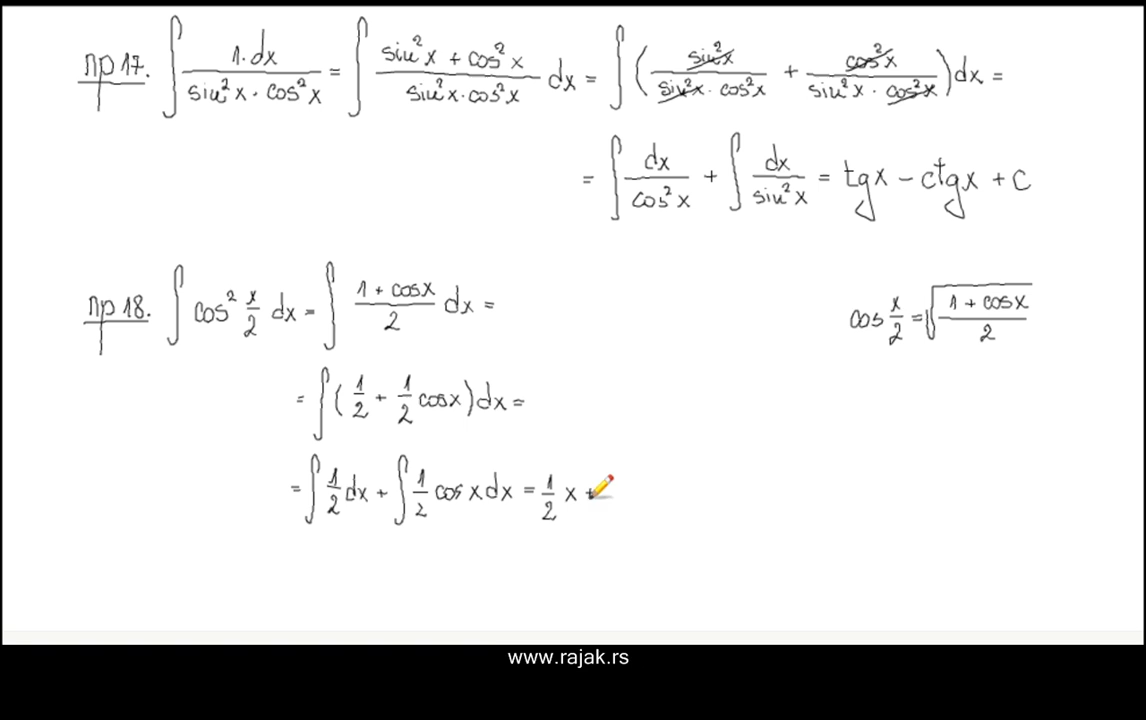 пр 17. ∫ 1·dx / (sin²x · cos²x) = ∫ (sin²x + cos²x) / (sin²x · cos²x) dx = ∫ ( sin²x / (sin²x · cos²x) + cos²x / (sin²x · cos²x) ) dx =
= ∫ dx / cos²x + ∫ dx / sin²x = tgx - ctgx + c
пр 18. ∫ cos² x/2 dx = ∫ (1 + cosx) / 2 dx =
cos x/2 = √((1 + cosx) / 2)
= ∫ ( 1/2 + 1/2 cosx ) dx =
= ∫ 1/2 dx + ∫ 1/2 cos x dx = 1/2 x +
www.rajak.rs